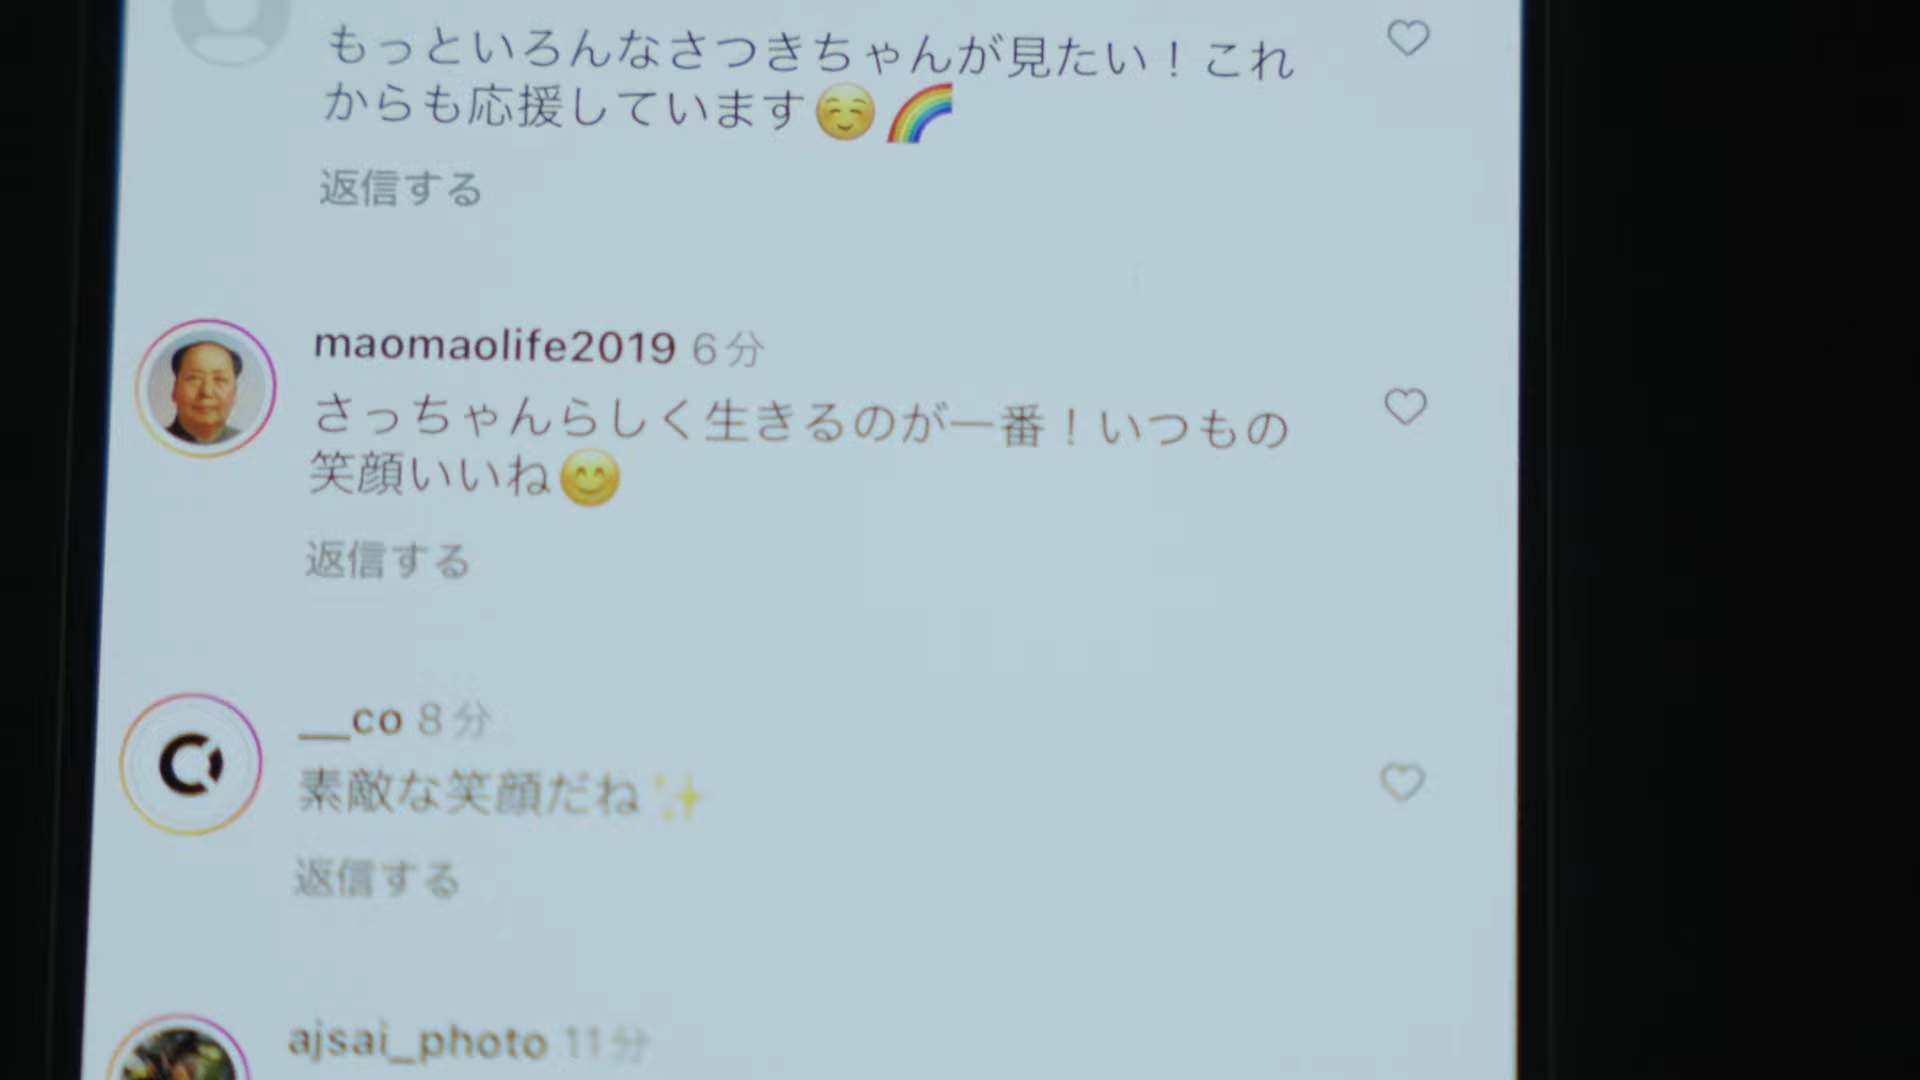 もっといろんなさつきちゃんが見たい！これ
からも応援しています☺️🌈
返信する
maomaolife2019 6分
さっちゃんらしく生きるのが一番！いつもの
笑顔いいね😊
返信する
__co 8分
素敵な笑顔だね✨
返信する
ajsai_photo 11分